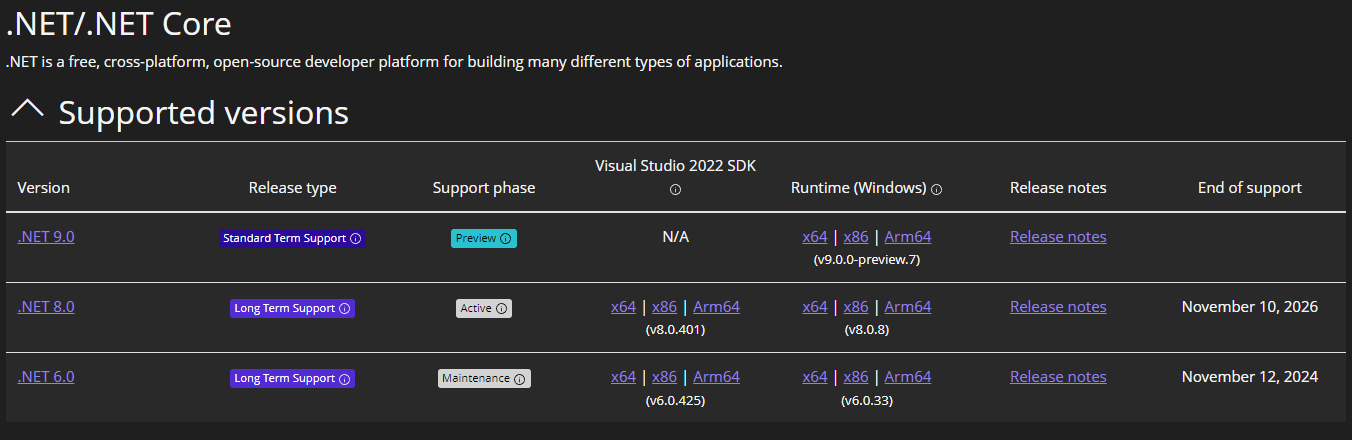 .NET/.NET Core
.NET is a free, cross-platform, open-source developer platform for building many different types of applications.
Supported versions
Visual Studio 2022 SDK
Version Release type Support phase Runtime (Windows) Release notes End of support
.NET 9.0 Standard Term Support Preview N/A x64 | x86 | Arm64 Release notes
(v9.0.0-preview.7)
.NET 8.0 Long Term Support Active x64 | x86 | Arm64 x64 | x86 | Arm64 Release notes November 10, 2026
(v8.0.401) (v8.0.8)
.NET 6.0 Long Term Support Maintenance x64 | x86 | Arm64 x64 | x86 | Arm64 Release notes November 12, 2024
(v6.0.425) (v6.0.33)